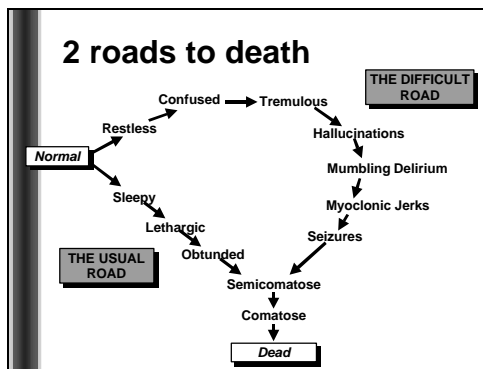 2 roads to death
THE DIFFICULT
ROAD
Confused
Tremulous
Restless
Hallucinations
Normal
Mumbling Delirium
Sleepy
Myoclonic Jerks
Lethargic
Seizures
THE USUAL
ROAD
Obtunded
Semicomatose
Comatose
Dead